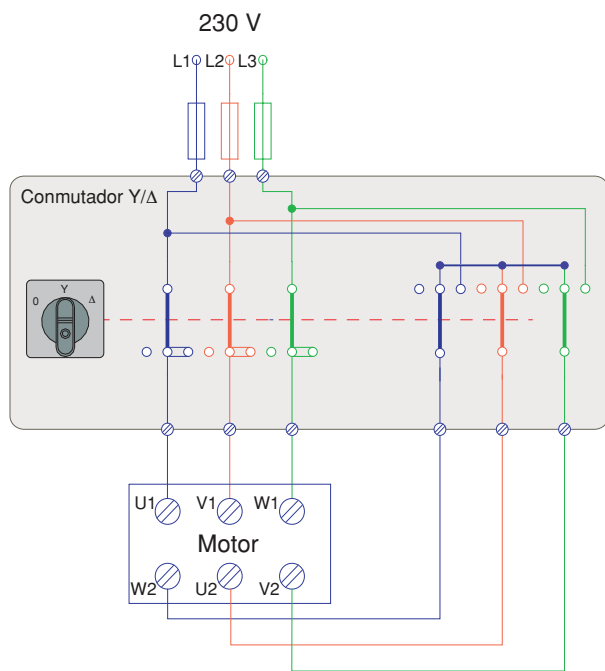 230 V
L1 L2 L3
Conmutador Y/Δ
Y
0 Δ
U1 V1 W1
Motor
W2 U2 V2